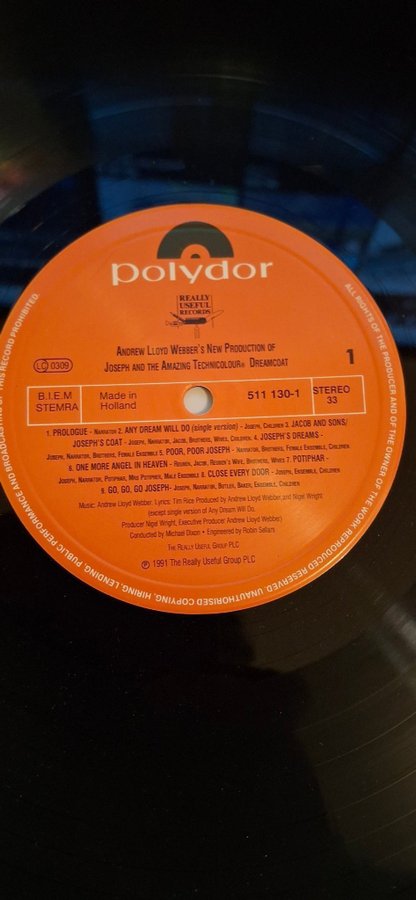 polydor
REALLY
USEFUL
RECORDS
ANDREW LLOYD WEBBER'S NEW PRODUCTION OF
JOSEPH AND THE AMAZING TECHNICOLOUR® DREAMCOAT
1
LC 0309
B.I.E.M
STEMRA
Made in
Holland
511 130-1
STEREO
33
1. PROLOGUE - NARRATOR 2. ANY DREAM WILL DO (single version) - JOSEPH, CHILDREN 3. JACOB AND SONS/
JOSEPH'S COAT - JOSEPH, NARRATOR, JACOB, BROTHERS, WIVES, CHILDREN. 4. JOSEPH'S DREAMS -
JOSEPH, NARRATOR, BROTHERS, FEMALE ENSEMBLE 5. POOR, POOR JOSEPH - NARRATOR, BROTHERS, FEMALE ENSEMBLE, CHILDREN
6. ONE MORE ANGEL IN HEAVEN - REUBEN, JACOB, REUBEN'S WIFE, BROTHERS, WIVES 7. POTIPHAR -
JOSEPH, NARRATOR, POTIPHAR, MRS POTIPHAR, MALE ENSEMBLE 8. CLOSE EVERY DOOR - JOSEPH, ENSEMBLE, CHILDREN
9. GO, GO, GO JOSEPH - JOSEPH, NARRATOR, BUTLER, BAKER, ENSEMBLE, CHILDREN
Music: Andrew Lloyd Webber. Lyrics: Tim Rice Produced by Andrew Lloyd Webber and Nigel Wright
(except single version of Any Dream Will Do,
Producer Nigel Wright, Executive Producer Andrew Lloyd Webber)
Conducted by Michael Dixon • Engineered by Robin Sellars
THE REALLY USEFUL GROUP PLC
℗ 1991 The Really Useful Group PLC
ALL RIGHTS OF THE PRODUCER AND OF THE OWNER OF THE WORK REPRODUCED RESERVED. UNAUTHORISED COPYING, HIRING, LENDING, PUBLIC PERFORMANCE AND BROADCASTING OF THIS RECORD PROHIBITED.